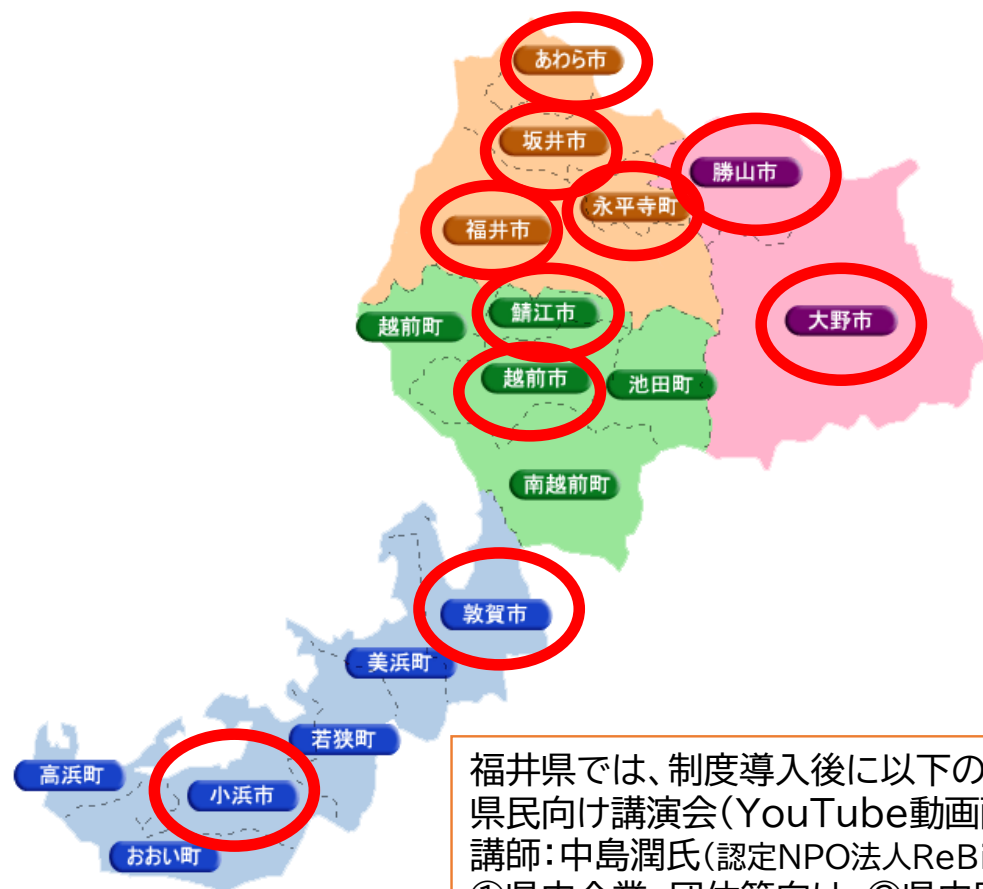 あわら市
坂井市
勝山市
永平寺町
福井市
鯖江市
大野市
越前町
越前市
池田町
南越前町
敦賀市
美浜町
若狭町
高浜町
小浜市
おおい町
福井県では、制度導入後に以下の
県民向け講演会(YouTube動画
講師:中島潤氏(認定NPO法人ReBi